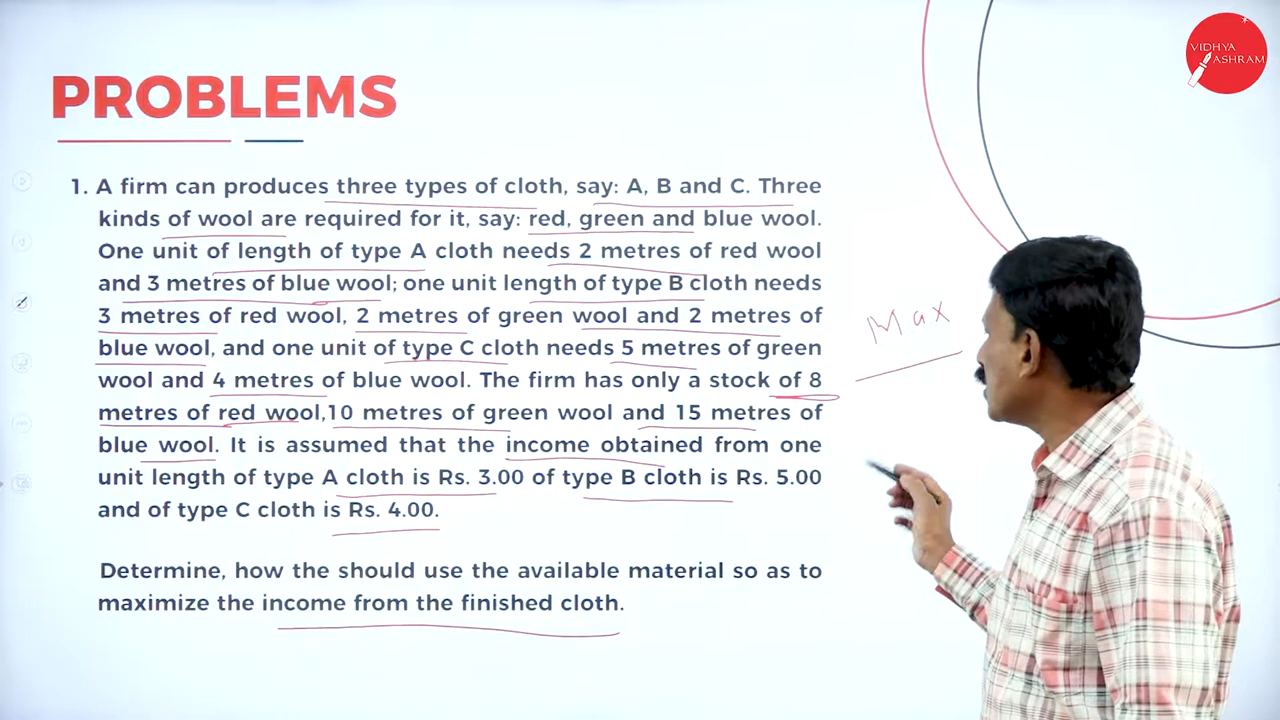 VIDHYA
ASHRAM
PROBLEMS
1. A firm can produces three types of cloth, say: A, B and C. Three
kinds of wool are required for it, say: red, green and blue wool.
One unit of length of type A cloth needs 2 metres of red wool
and 3 metres of blue wool; one unit length of type B cloth needs
3 metres of red wool, 2 metres of green wool and 2 metres of
blue wool, and one unit of type C cloth needs 5 metres of green
wool and 4 metres of blue wool. The firm has only a stock of 8
metres of red wool,10 metres of green wool and 15 metres of
blue wool. It is assumed that the income obtained from one
unit length of type A cloth is Rs. 3.00 of type B cloth is Rs. 5.00
and of type C cloth is Rs. 4.00.
Determine, how the should use the available material so as to
maximize the income from the finished cloth.
Max